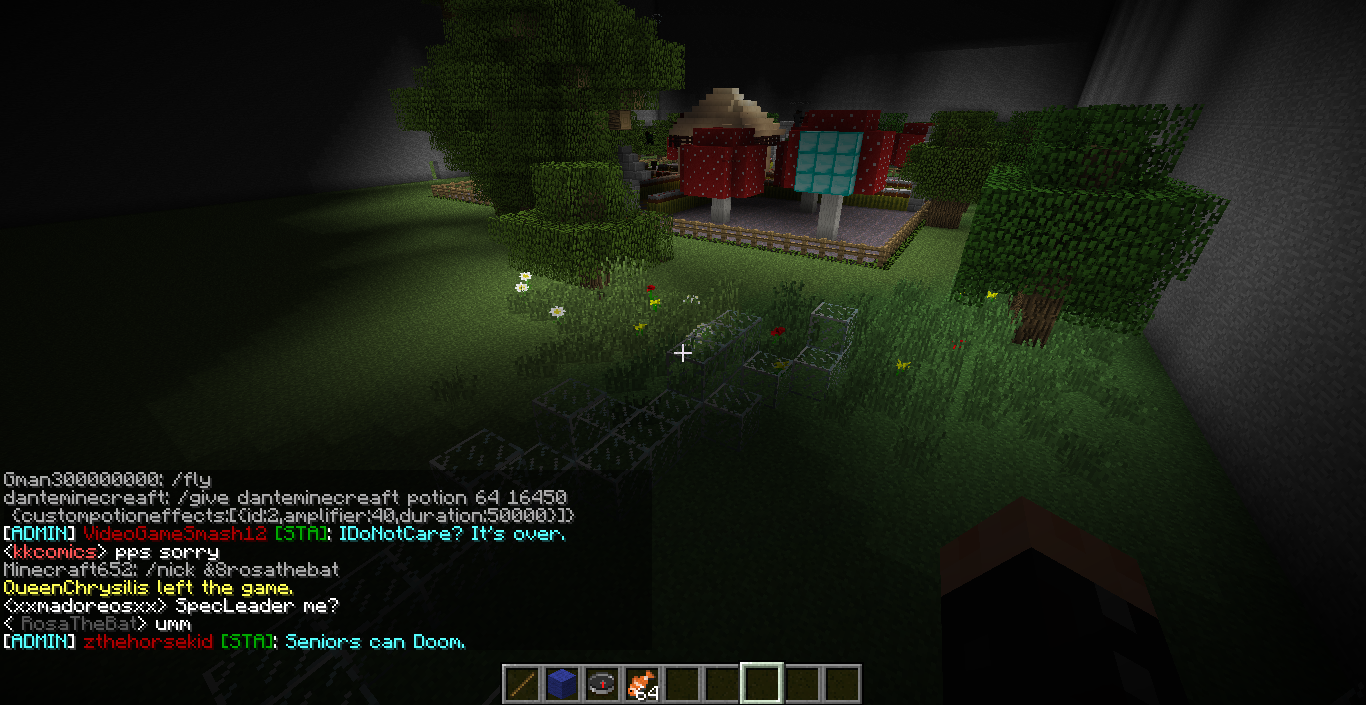 Gman300000000: /fly
danteminecreaft: /give danteminecreaft potion 64 16450
{custompotioneffects:[{id:2,amplifier:40,duration:50000}]}
[ADMIN] VideoGameSmash12 [STA]: IDoNotCare? It's over.
<kkcomics> pps sorry
Minecraft652: /nick &8rosathebat
QueenChrysilis left the game.
<xxmadoreosxx> SpecLeader me?
< RosaTheBat> umm
[ADMIN] zthehorsekid [STA]: Seniors can Doom.
64